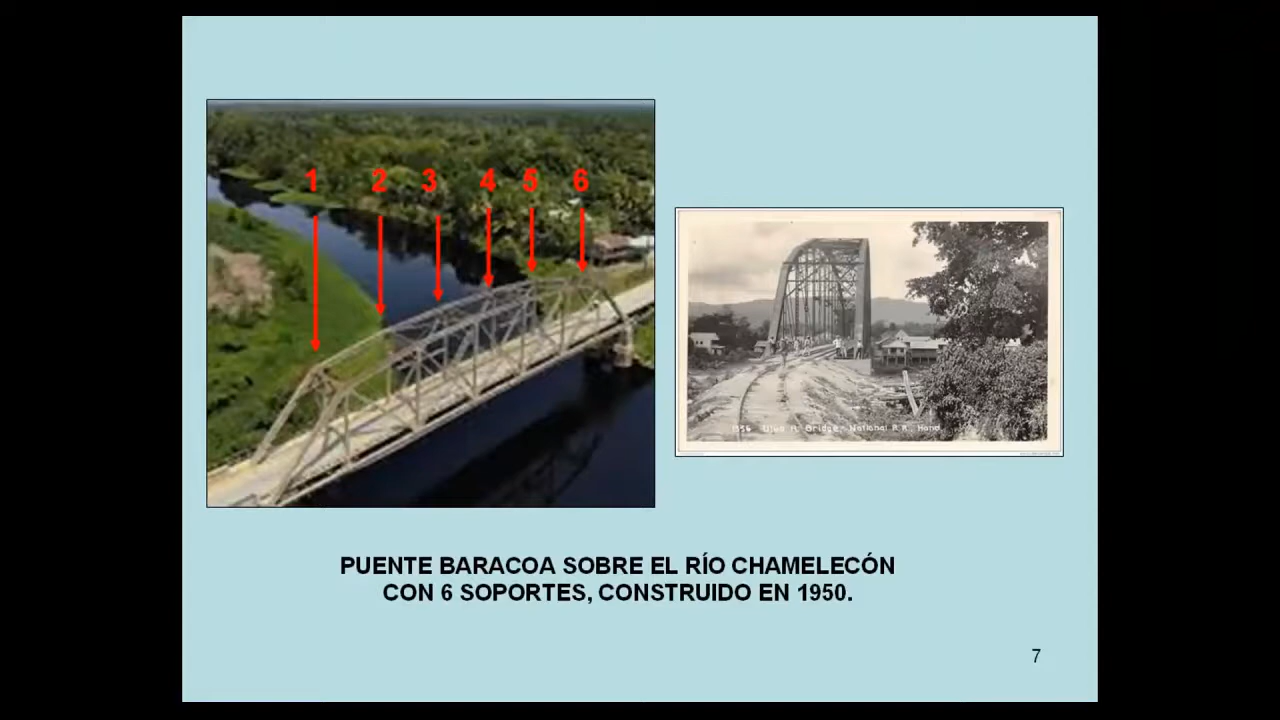 1 2 3 4 5 6
1356 Ulua R. Bridge, National R.R. Hond.
PUENTE BARACOA SOBRE EL RÍO CHAMELECÓN
CON 6 SOPORTES, CONSTRUIDO EN 1950.
7